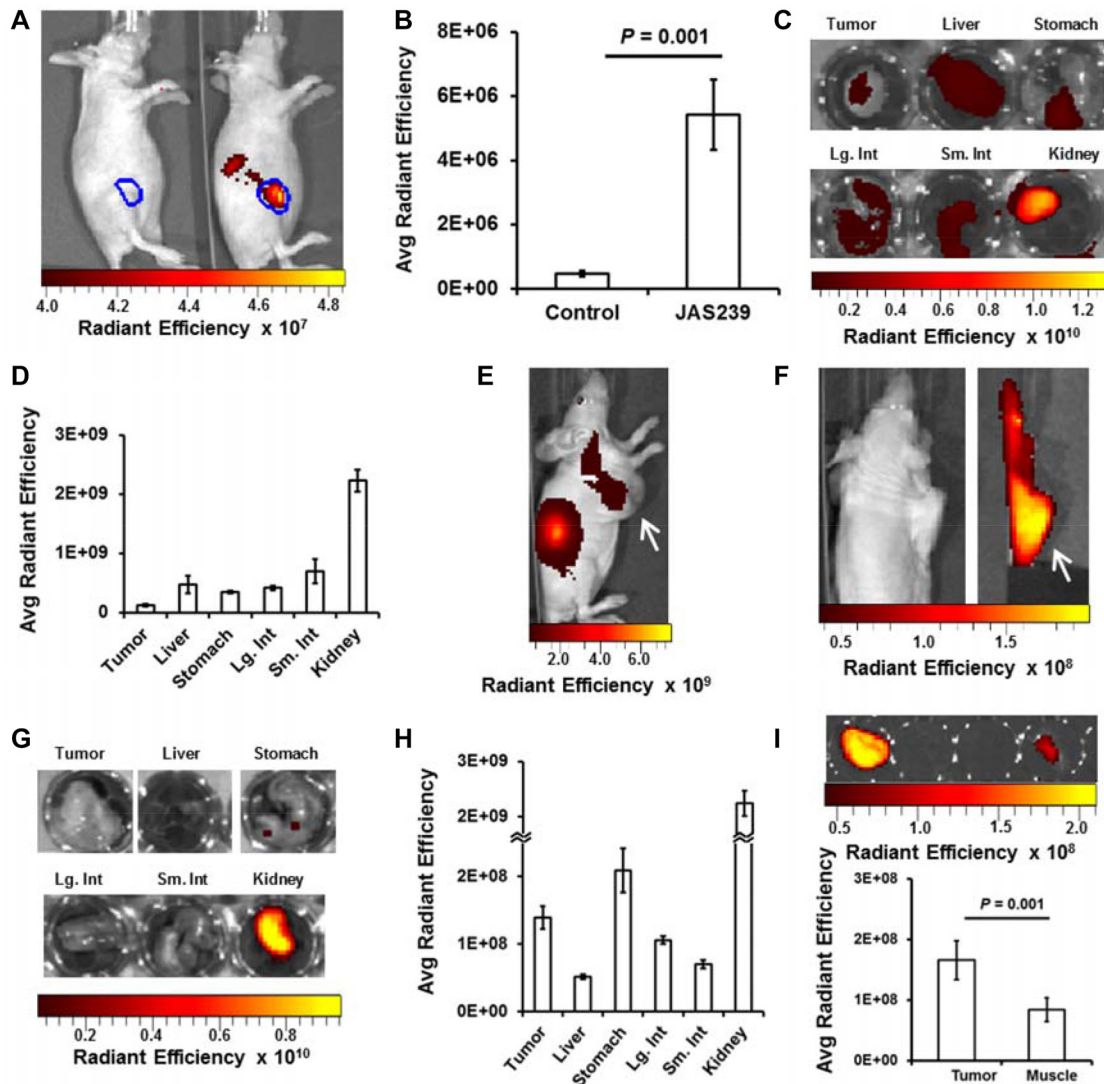 A
4.0 4.2 4.4 4.6 4.8
Radiant Efficiency x 10⁷
B
Avg Radiant Efficiency
8E+06
6E+06
4E+06
2E+06
0E+00
P = 0.001
Control JAS239
C
Tumor Liver Stomach
Lg. Int Sm. Int Kidney
0.2 0.4 0.6 0.8 1.0 1.2
Radiant Efficiency x 10¹⁰
D
Avg Radiant Efficiency
3E+09
2E+09
1E+09
0
Tumor Liver Stomach Lg. Int Sm. Int Kidney
E
2.0 4.0 6.0
Radiant Efficiency x 10⁹
F
0.5 1.0 1.5
Radiant Efficiency x 10⁸
G
Tumor Liver Stomach
Lg. Int Sm. Int Kidney
0.2 0.4 0.6 0.8
Radiant Efficiency x 10¹⁰
H
Avg Radiant Efficiency
3E+09
2E+09
2E+08
1E+08
0E+00
Tumor Liver Stomach Lg. Int Sm. Int Kidney
I
0.5 1.0 1.5 2.0
Radiant Efficiency x 10⁸
Avg Radiant Efficiency
3E+08
2E+08
1E+08
0E+00
P = 0.001
Tumor Muscle